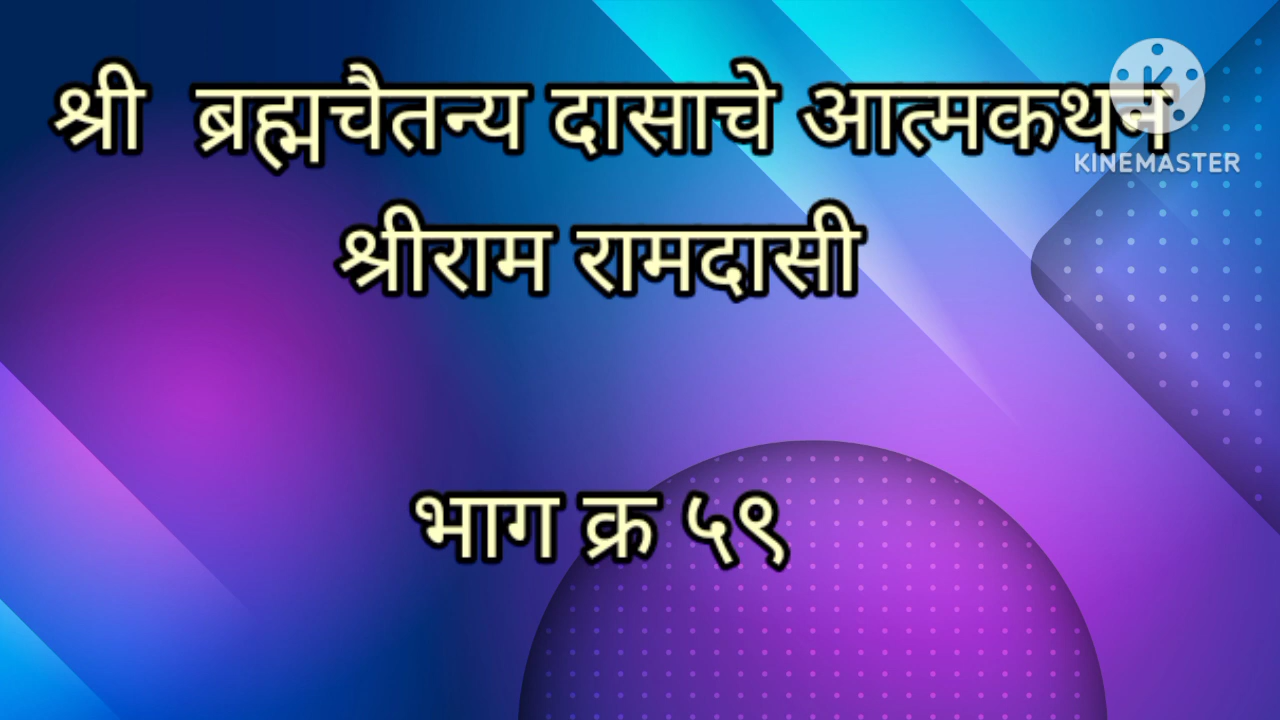 श्री ब्रह्मचैतन्य दासाचे आत्मकथन
KINEMASTER
श्रीराम रामदासी
भाग क्र ५९